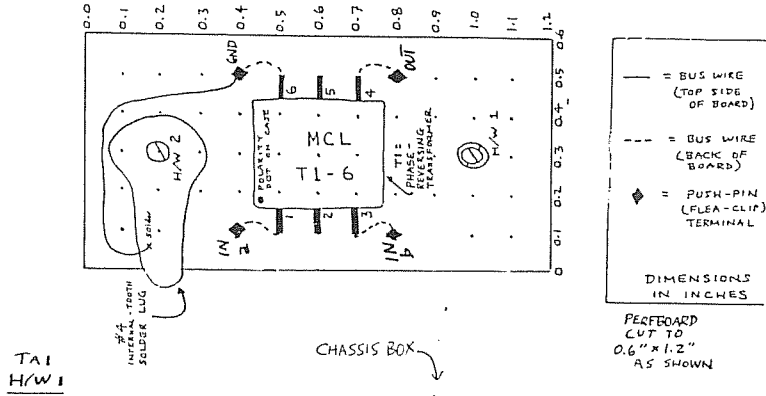 0.0
0.1
0.2
0.3
0.4
0.5
0.6
0.7
0.8
0.9
1.0
1.1
1.2
0.6
0.5
0.4
0.3
0.2
0.1
0
GND
OUT
6
5
4
H/W 2
POLARITY
DOT ON CASE
MCL
T1-6
T1=
PHASE-
REVERSING
TRANSFORMER
H/W 1
1
2
3
x solder
IN
a
IN
b
#4
INTERNAL-TOOTH
SOLDER LUG
= BUS WIRE
(TOP SIDE
OF BOARD)
= BUS WIRE
(BACK OF
BOARD)
= PUSH-PIN
(FLEA-CLIP)
TERMINAL
DIMENSIONS
IN INCHES
PERFBOARD
CUT TO
0.6" x 1.2"
AS SHOWN
CHASSIS BOX
TA1
H/W1